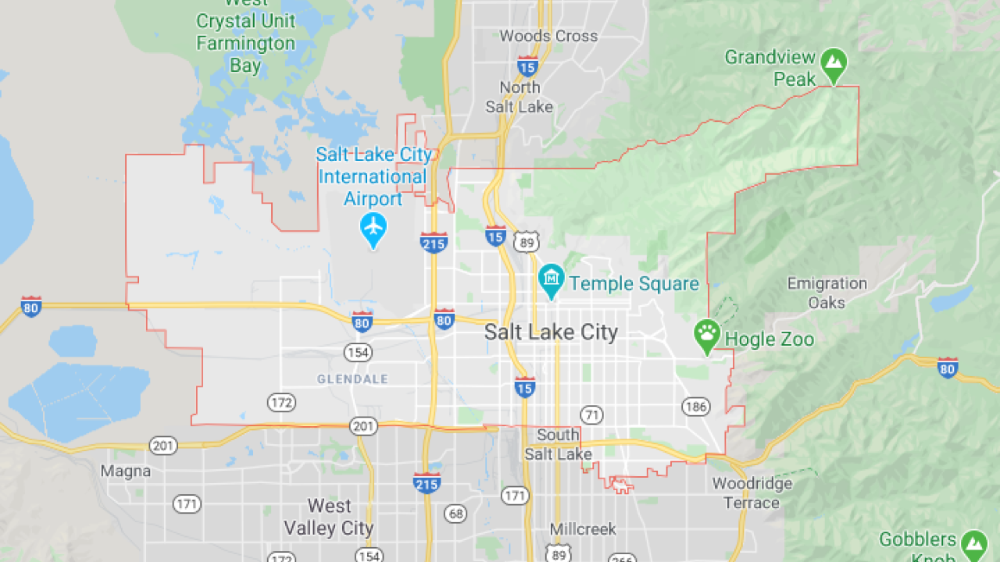 West
Crystal Unit
Farmington
Bay
Woods Cross
15
North
Salt Lake
Grandview
Peak
Salt Lake City
International
Airport
215
15
89
Temple Square
Emigration
Oaks
80
80
80
Salt Lake City
Hogle Zoo
154
80
GLENDALE
15
172
71
186
201
201
South
Salt Lake
Magna
215
Woodridge
Terrace
171
171
West
Valley City
68
Millcreek
Gobblers
Knob
172
154
89
266